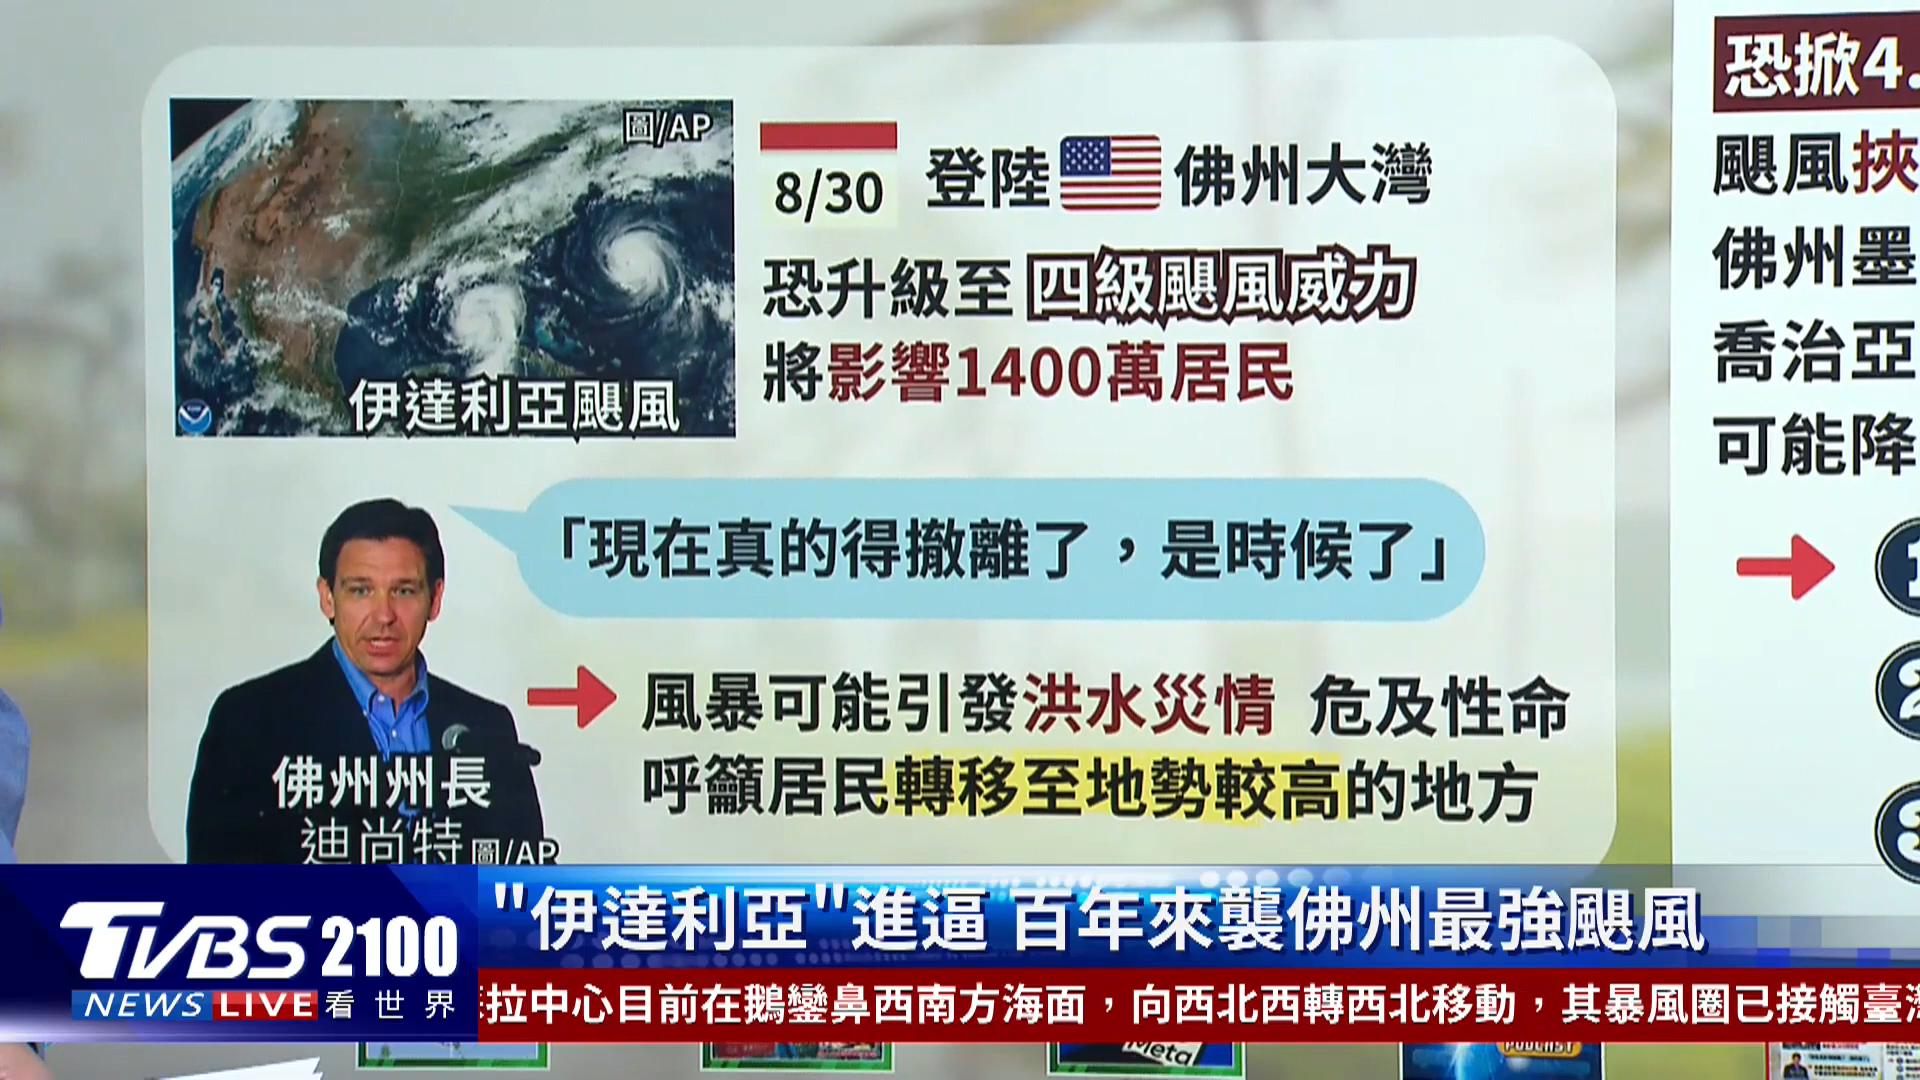 圖/AP
伊達利亞颶風
8/30
登陸 佛州大灣
恐升級至四級颶風威力
將影響1400萬居民
「現在真的得撤離了，是時候了」
風暴可能引發洪水災情 危及性命
呼籲居民轉移至地勢較高的地方
佛州州長
迪尚特
圖/AP
恐掀4.
颶風挾
佛州墨
喬治亞
可能降
1
2
3
TVBS 2100
NEWS LIVE 看世界
"伊達利亞"進逼 百年來襲佛州最強颶風
拉中心目前在鵝鑾鼻西南方海面，向西北西轉西北移動，其暴風圈已接觸臺灣
Meta
PODCAST